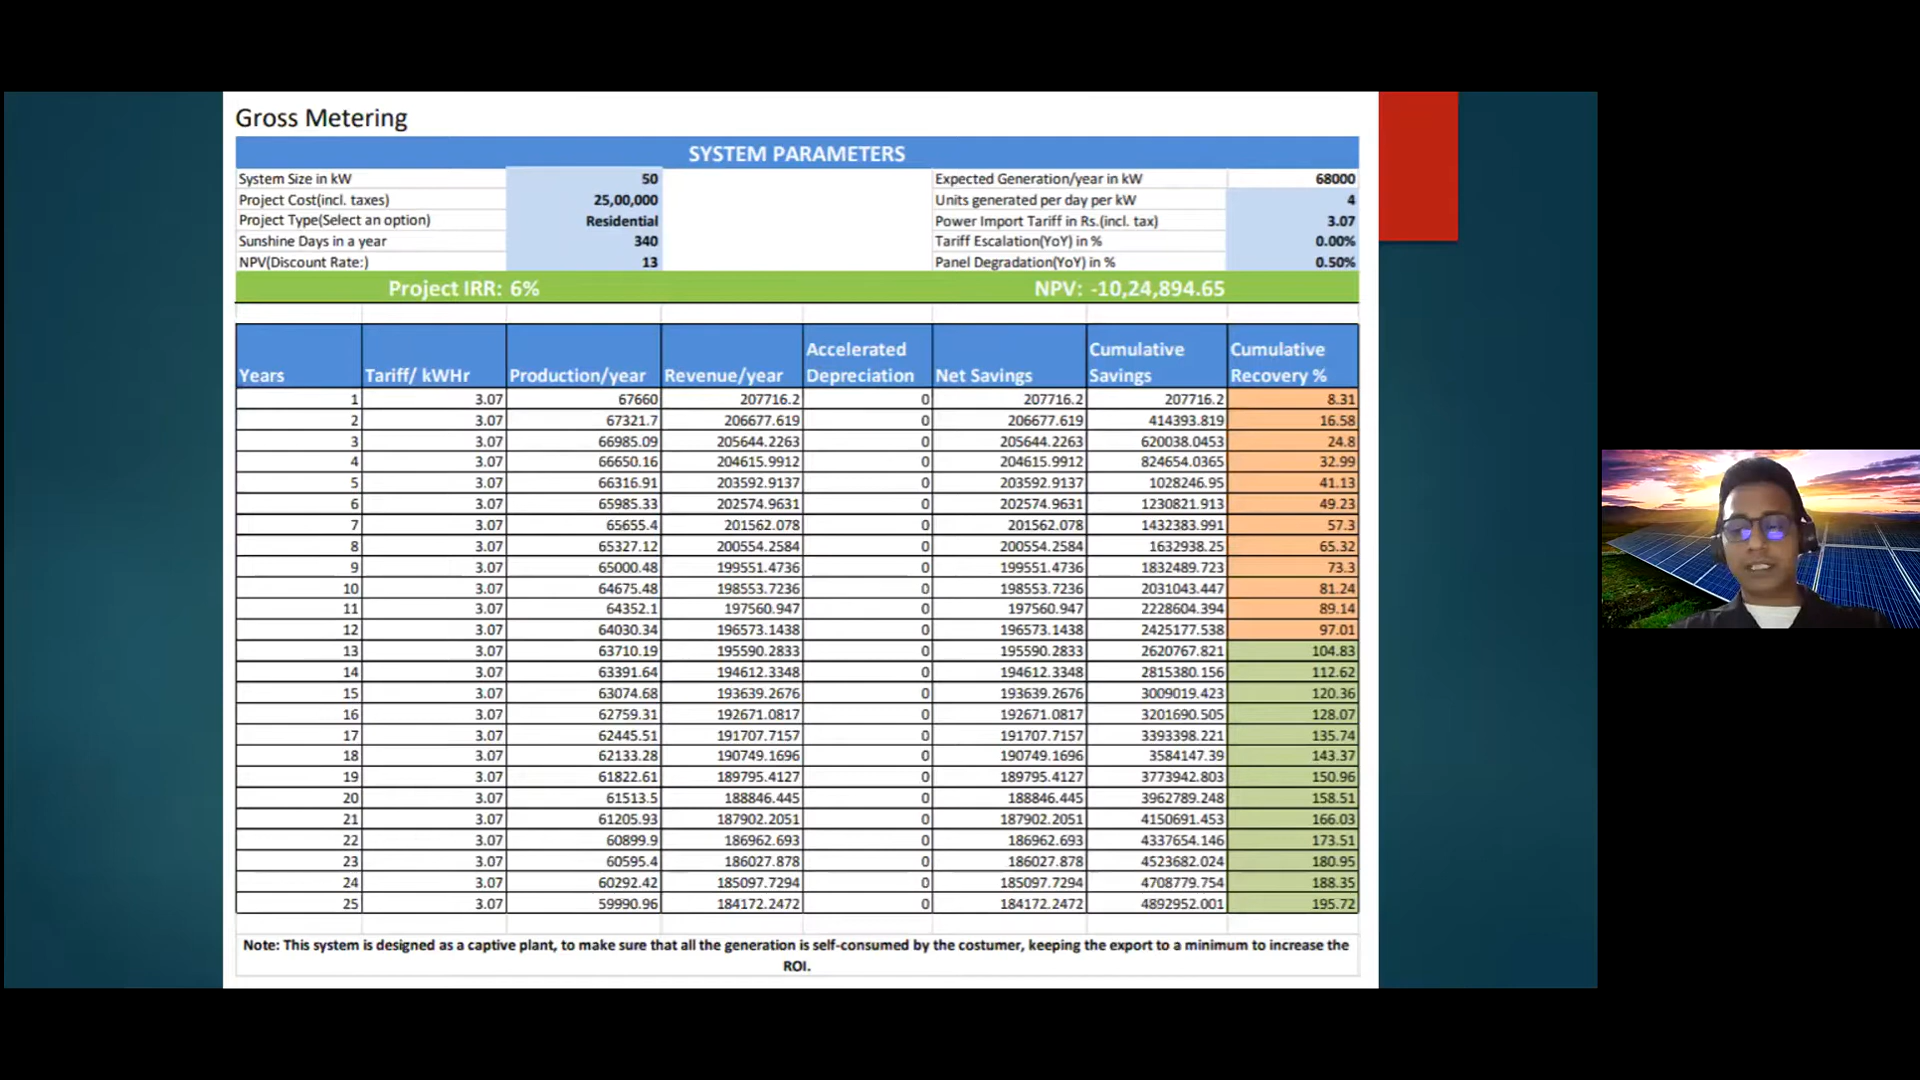 Gross Metering
SYSTEM PARAMETERS
System Size in kW 50 Expected Generation/year in kW 68000
Project Cost(incl. taxes) 25,00,000 Units generated per day per kW 4
Project Type(Select an option) Residential Power Import Tariff in Rs.(incl. tax) 3.07
Sunshine Days in a year 340 Tariff Escalation(YoY) in % 0.00%
NPV(Discount Rate:) 13 Panel Degradation(YoY) in % 0.50%
Project IRR: 6% NPV: -10,24,894.65
Years Tariff/ kWHr Production/year Revenue/year Accelerated Depreciation Net Savings Cumulative Savings Cumulative Recovery %
1 3.07 67660 207716.2 0 207716.2 207716.2 8.31
2 3.07 67321.7 206677.619 0 206677.619 414393.819 16.58
3 3.07 66985.09 205644.2263 0 205644.2263 620038.0453 24.8
4 3.07 66650.16 204615.9912 0 204615.9912 824654.0365 32.99
5 3.07 66316.91 203592.9137 0 203592.9137 1028246.95 41.13
6 3.07 65985.33 202574.9631 0 202574.9631 1230821.913 49.23
7 3.07 65655.4 201562.078 0 201562.078 1432383.991 57.3
8 3.07 65327.12 200554.2584 0 200554.2584 1632938.25 65.32
9 3.07 65000.48 199551.4736 0 199551.4736 1832489.723 73.3
10 3.07 64675.48 198553.7236 0 198553.7236 2031043.447 81.24
11 3.07 64352.1 197560.947 0 197560.947 2228604.394 89.14
12 3.07 64030.34 196573.1438 0 196573.1438 2425177.538 97.01
13 3.07 63710.19 195590.2833 0 195590.2833 2620767.821 104.83
14 3.07 63391.64 194612.3348 0 194612.3348 2815380.156 112.62
15 3.07 63074.68 193639.2676 0 193639.2676 3009019.423 120.36
16 3.07 62759.31 192671.0817 0 192671.0817 3201690.505 128.07
17 3.07 62445.51 191707.7157 0 191707.7157 3393398.221 135.74
18 3.07 62133.28 190749.1696 0 190749.1696 3584147.39 143.37
19 3.07 61822.61 189795.4127 0 189795.4127 3773942.803 150.96
20 3.07 61513.5 188846.445 0 188846.445 3962789.248 158.51
21 3.07 61205.93 187902.2051 0 187902.2051 4150691.453 166.03
22 3.07 60899.9 186962.693 0 186962.693 4337654.146 173.51
23 3.07 60595.4 186027.878 0 186027.878 4523682.024 180.95
24 3.07 60292.42 185097.7294 0 185097.7294 4708779.754 188.35
25 3.07 59990.96 184172.2472 0 184172.2472 4892952.001 195.72
Note: This system is designed as a captive plant, to make sure that all the generation is self-consumed by the costumer, keeping the export to a minimum to increase the
ROI.